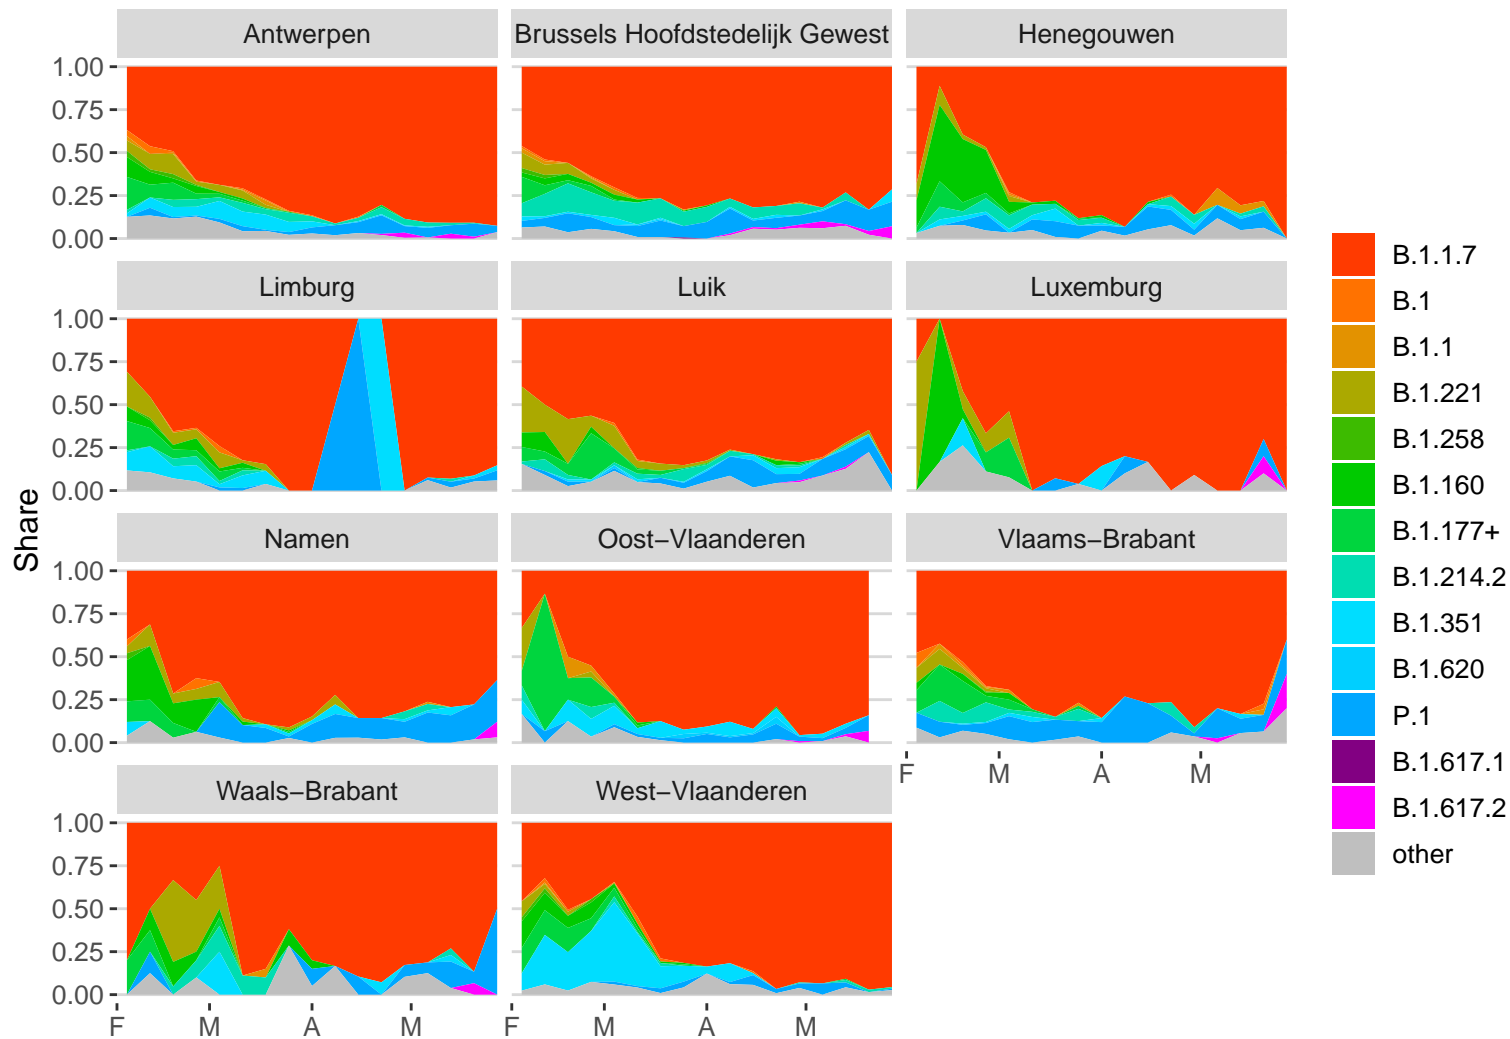 Antwerpen
Brussels Hoofdstedelijk Gewest
Henegouwen
1.00
0.75
0.50
0.25
0.00
Limburg
Luik
Luxemburg
1.00
0.75
0.50
0.25
0.00
Share
Namen
Oost−Vlaanderen
Vlaams−Brabant
1.00
0.75
0.50
0.25
0.00
F M A M
Waals−Brabant
West−Vlaanderen
1.00
0.75
0.50
0.25
0.00
F M A M
F M A M
B.1.1.7
B.1
B.1.1
B.1.221
B.1.258
B.1.160
B.1.177+
B.1.214.2
B.1.351
B.1.620
P.1
B.1.617.1
B.1.617.2
other